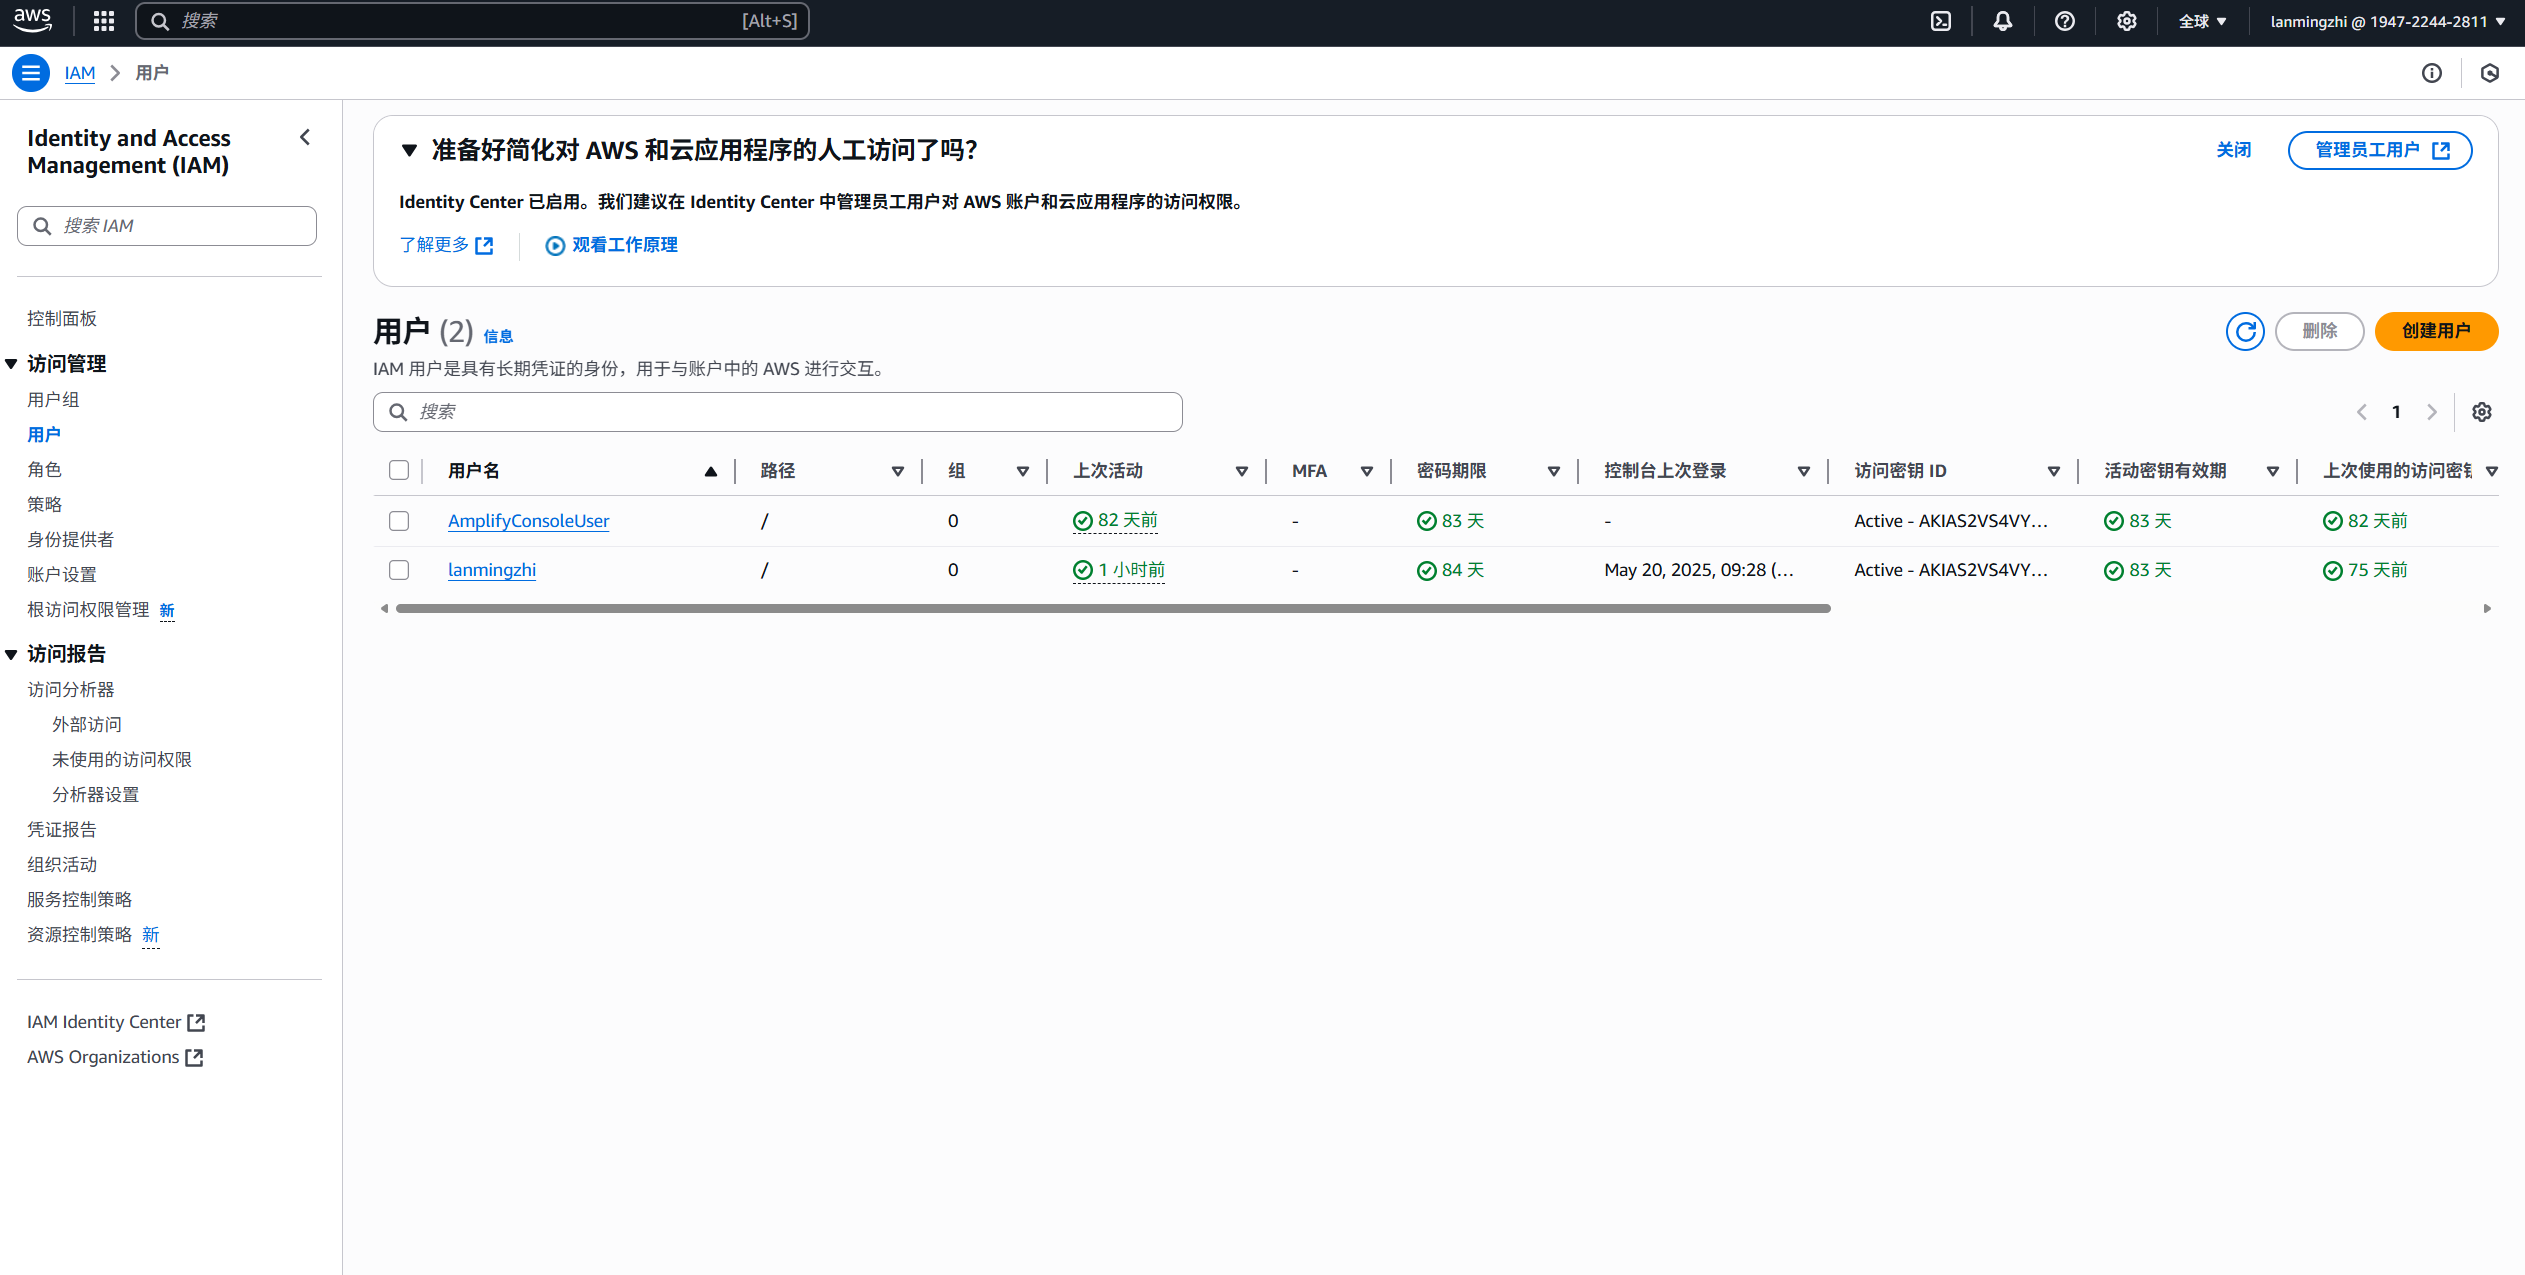 aws
搜索 [Alt+S] 全球 lanmingzhi @ 1947-2244-2811
IAM 用户
Identity and Access
Management (IAM)
搜索 IAM
控制面板
访问管理
用户组
用户
角色
策略
身份提供者
账户设置
根访问权限管理 新
访问报告
访问分析器
外部访问
未使用的访问权限
分析器设置
凭证报告
组织活动
服务控制策略
资源控制策略 新
IAM Identity Center
AWS Organizations
准备好简化对 AWS 和云应用程序的人工访问了吗?
关闭 管理员工用户
Identity Center 已启用。我们建议在 Identity Center 中管理员工用户对 AWS 账户和云应用程序的访问权限。
了解更多 观看工作原理
用户 (2) 信息
删除 创建用户
IAM 用户是具有长期凭证的身份，用于与账户中的 AWS 进行交互。
搜索
1
用户名 路径 组 上次活动 MFA 密码期限 控制台上次登录 访问密钥 ID 活动密钥有效期 上次使用的访问密钥
AmplifyConsoleUser / 0 82 天前 - 83 天 - Active - AKIAS2VS4VY... 83 天 82 天前
lanmingzhi / 0 1 小时前 - 84 天 May 20, 2025, 09:28 (... Active - AKIAS2VS4VY... 83 天 75 天前